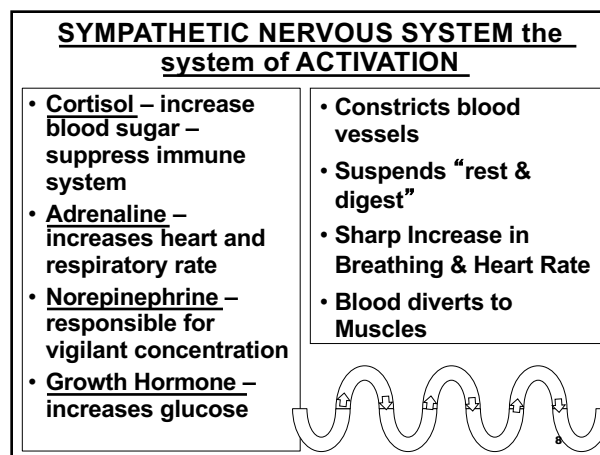 SYMPATHETIC NERVOUS SYSTEM the
system of ACTIVATION
• Cortisol – increase
blood sugar –
suppress immune
system
• Adrenaline –
increases heart and
respiratory rate
• Norepinephrine –
responsible for
vigilant concentration
• Growth Hormone –
increases glucose
• Constricts blood
vessels
• Suspends “rest &
digest”
• Sharp Increase in
Breathing & Heart Rate
• Blood diverts to
Muscles
8